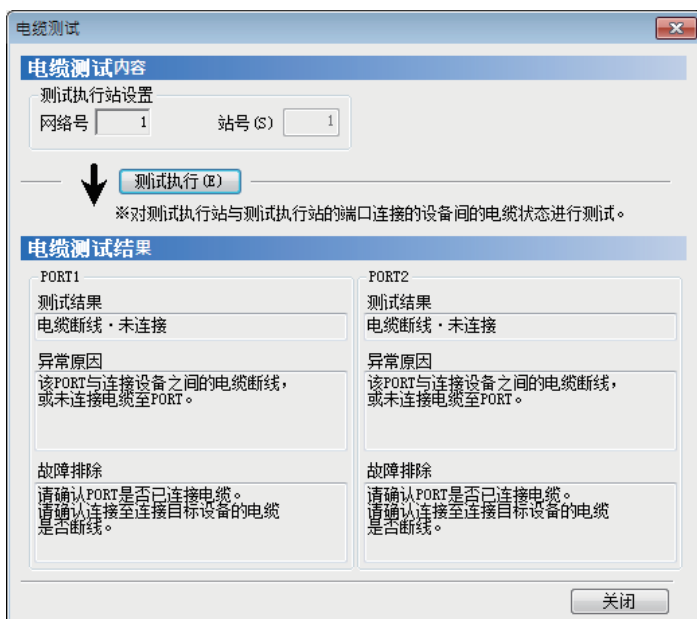 电缆测试
电缆测试内容
测试执行站设置
网络号 1 站号(S) 1
测试执行(E)
※对测试执行站与测试执行站的端口连接的设备间的电缆状态进行测试。
电缆测试结果
PORT1
测试结果
电缆断线・未连接
异常原因
该PORT与连接设备之间的电缆断线，
或未连接电缆至PORT。
故障排除
请确认PORT是否已连接电缆。
请确认连接至连接目标设备的电缆
是否断线。
PORT2
测试结果
电缆断线・未连接
异常原因
该PORT与连接设备之间的电缆断线，
或未连接电缆至PORT。
故障排除
请确认PORT是否已连接电缆。
请确认连接至连接目标设备的电缆
是否断线。
关闭